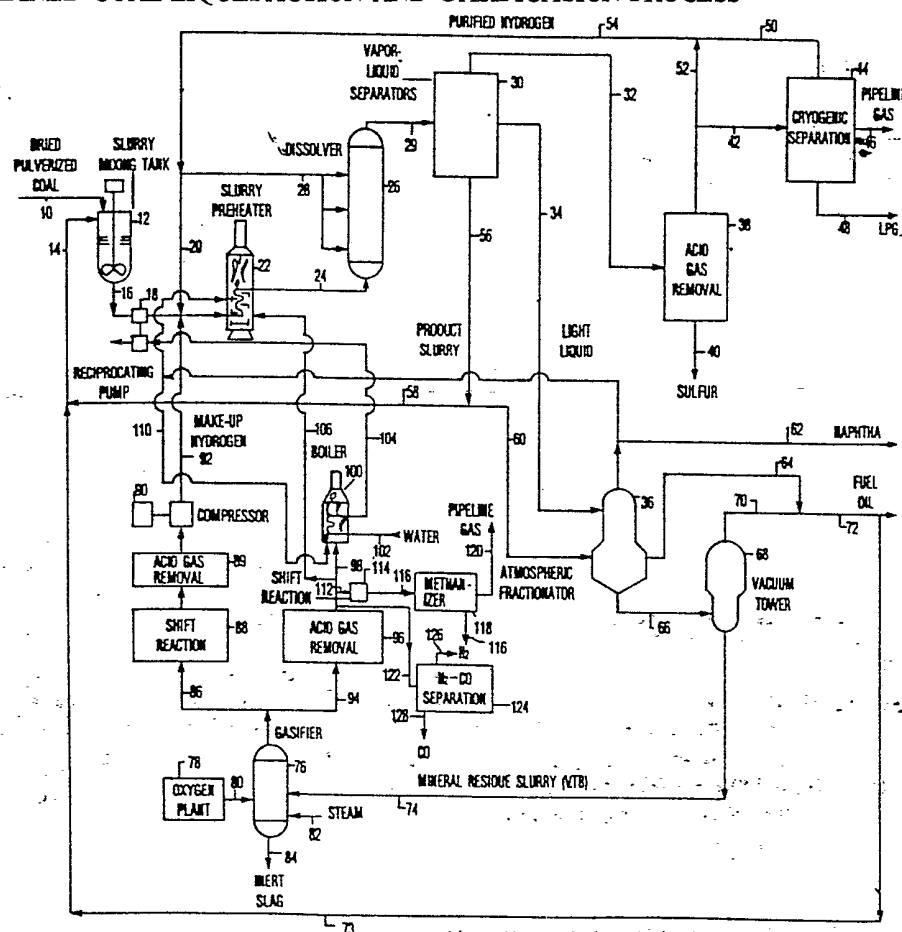 PURIFIED HYDROGEN
54
50
VAPOR-
LIQUID
SEPARATORS
30
32
52
44
PIPELINE
GAS
CRYOGENIC
SEPARATION
46
42
48
LPG
DRIED
PULVERIZED
COAL
10
14
SLURRY
MIXING TANK
12
16
18
20
DISSOLVER
29
28
26
SLURRY
PREHEATER
22
24
34
56
38
ACID
GAS
REMOVAL
40
SULFUR
PRODUCT
SLURRY
LIGHT
LIQUID
RECIPROCATING
PUMP
58
110
MAKE-UP
HYDROGEN
92
106
104
60
62
NAPHTHA
64
FUEL
OIL
70
72
BOILER
100
36
68
VACUUM
TOWER
90
COMPRESSOR
WATER
102
PIPELINE
GAS
120
ATMOSPHERIC
FRACTIONATOR
66
ACID GAS
REMOVAL
89
98
114
SHIFT
REACTION
112
116
METHAN-
IZER
118
116
SHIFT
REACTION
88
ACID GAS
REMOVAL
96
126
H₂
122
H₂-CO
SEPARATION
124
128
CO
86
94
GASIFIER
78
OXYGEN
PLANT
80
76
STEAM
82
MINERAL RESIDUE SLURRY (VTB)
74
84
INERT
SLAG
73